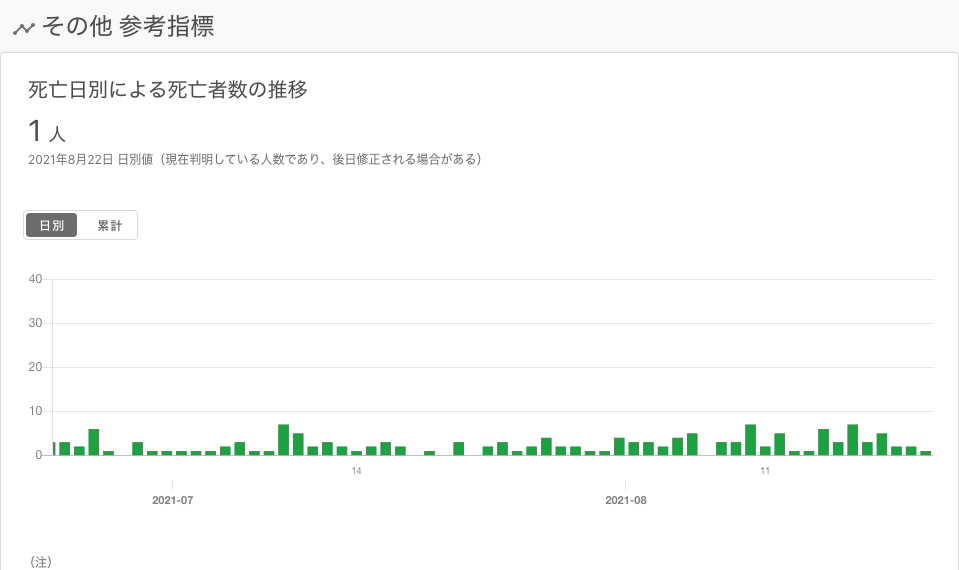 その他 参考指標
死亡日別による死亡者数の推移
1 人
2021年8月22日 日別値（現在判明している人数であり、後日修正される場合がある）
日別 累計
40
30
20
10
0
14 11
2021-07 2021-08
（注）